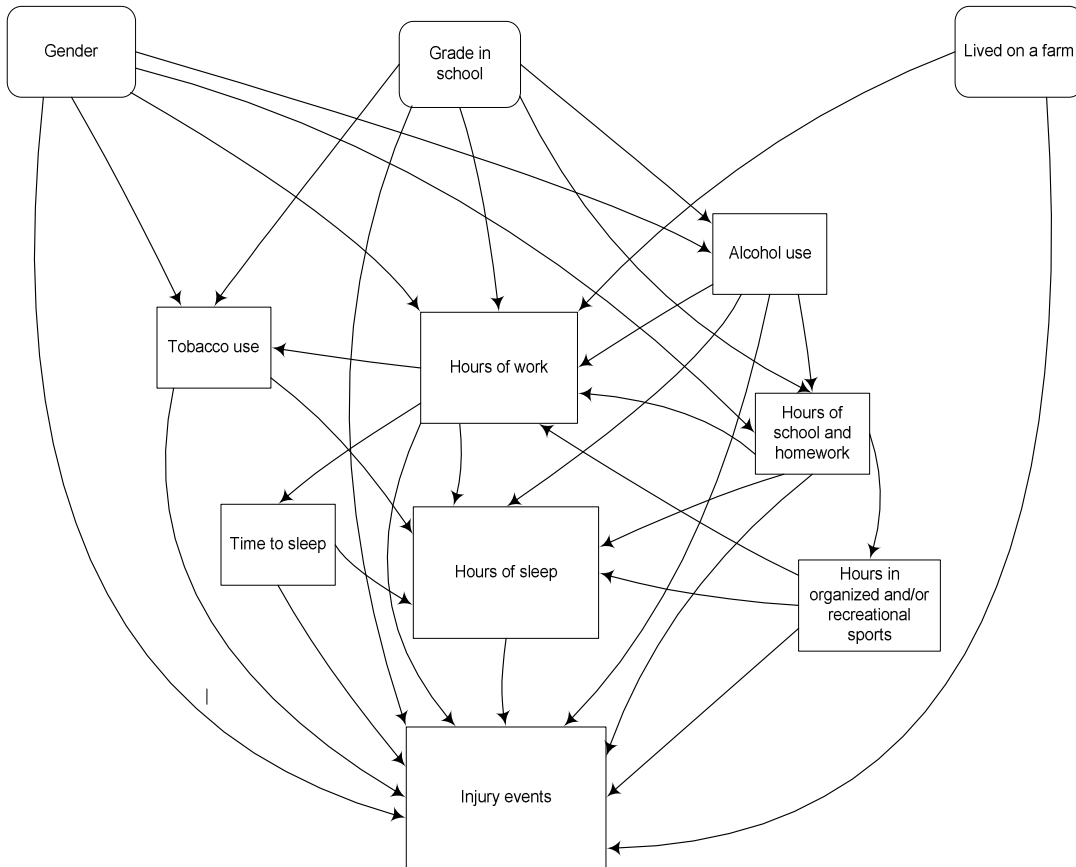 Gender
Grade in
school
Lived on a farm
Alcohol use
Tobacco use
Hours of work
Hours of
school and
homework
Time to sleep
Hours of sleep
Hours in
organized and/or
recreational
sports
Injury events